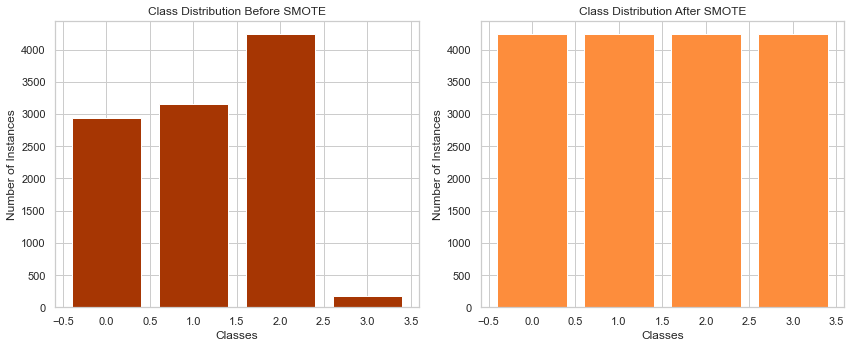 Class Distribution Before SMOTE
Number of Instances
4000
3500
3000
2500
2000
1500
1000
500
0
−0.5 0.0 0.5 1.0 1.5 2.0 2.5 3.0 3.5
Classes
Class Distribution After SMOTE
Number of Instances
4000
3500
3000
2500
2000
1500
1000
500
0
−0.5 0.0 0.5 1.0 1.5 2.0 2.5 3.0 3.5
Classes